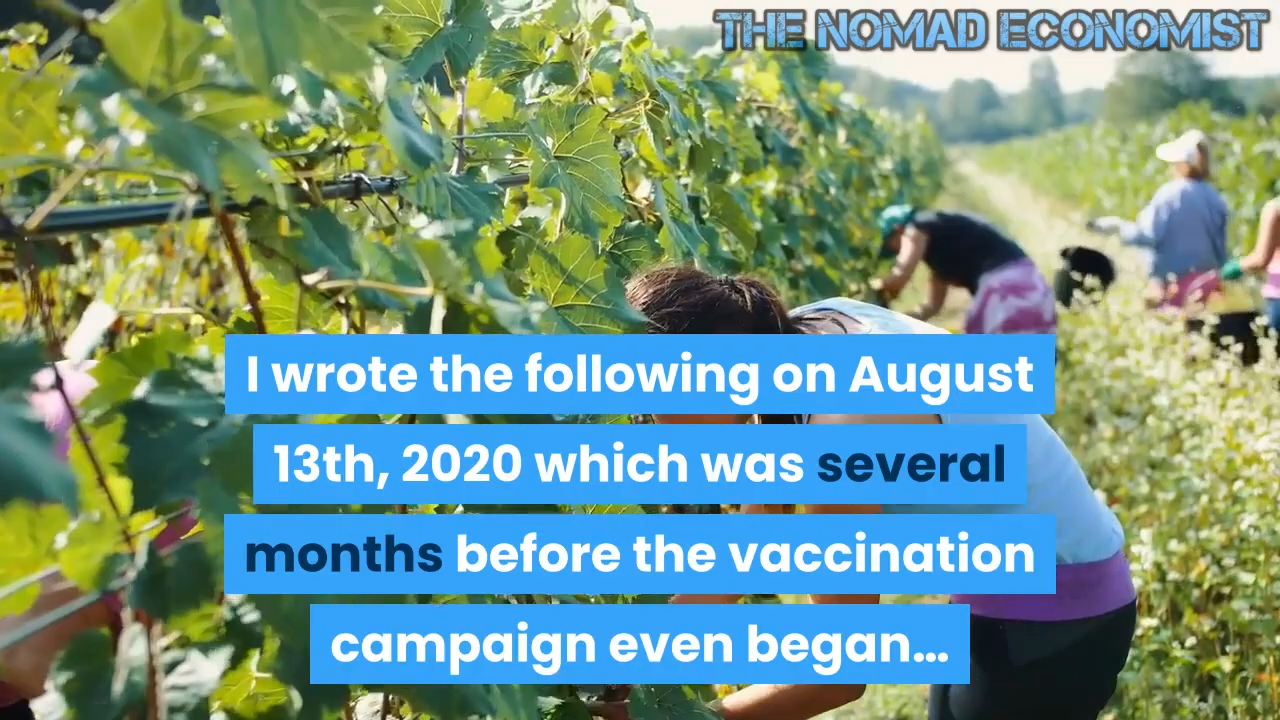 THE NOMAD ECONOMIST
I wrote the following on August
13th, 2020 which was several
months before the vaccination
campaign even began...